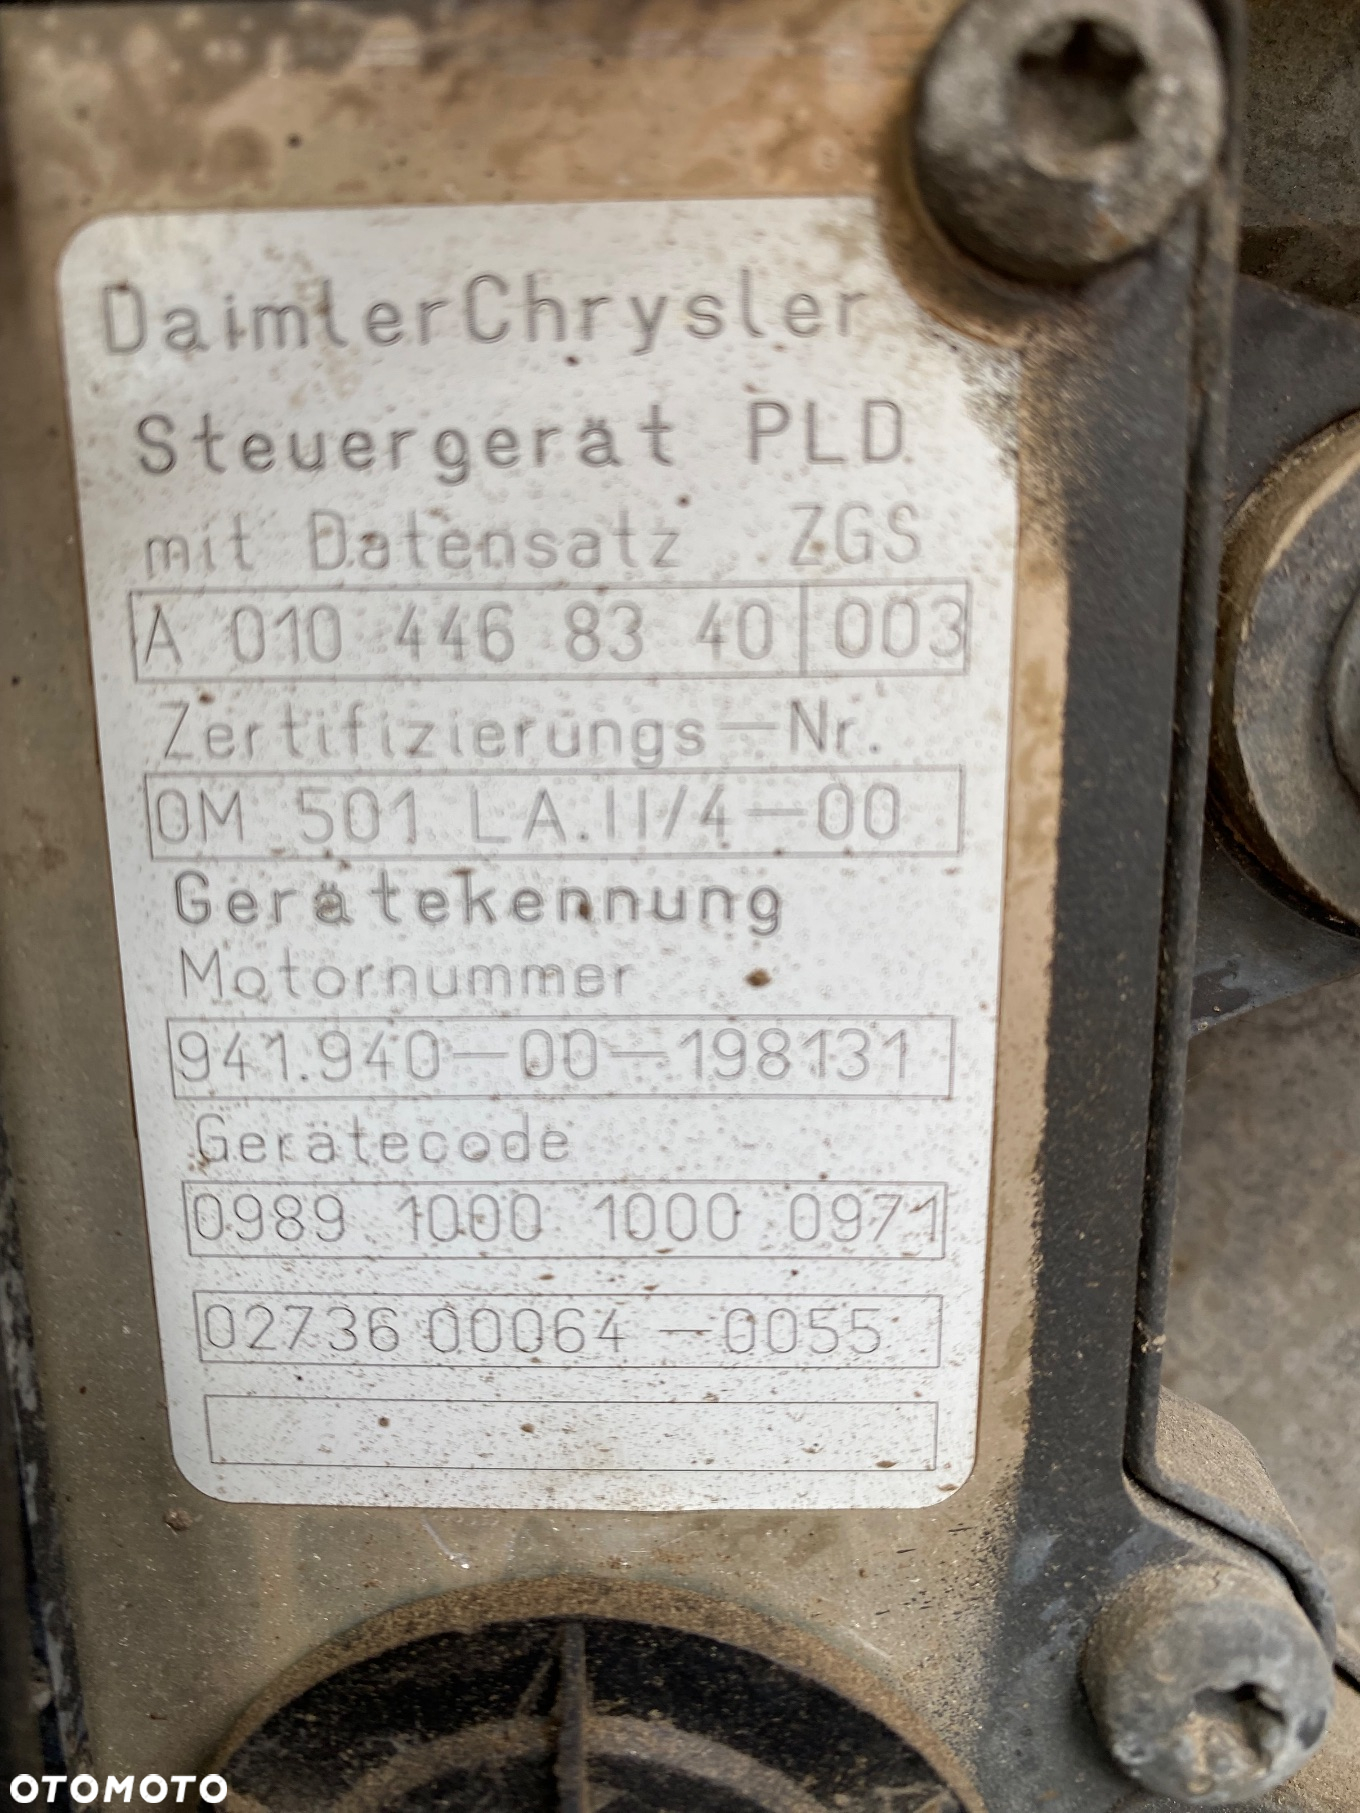 DaimlerChrysler
Steuergerät PLD
mit Datensatz ZGS
A 010 446 83 40 003
Zertifizierungs-Nr.
OM 501 LA.II/4-00
Gerätekennung
Motornummer
941.940-00-198131
Gerätecode
0989 1000 1000 0971
02736 00064 -0055
OTOMOTO